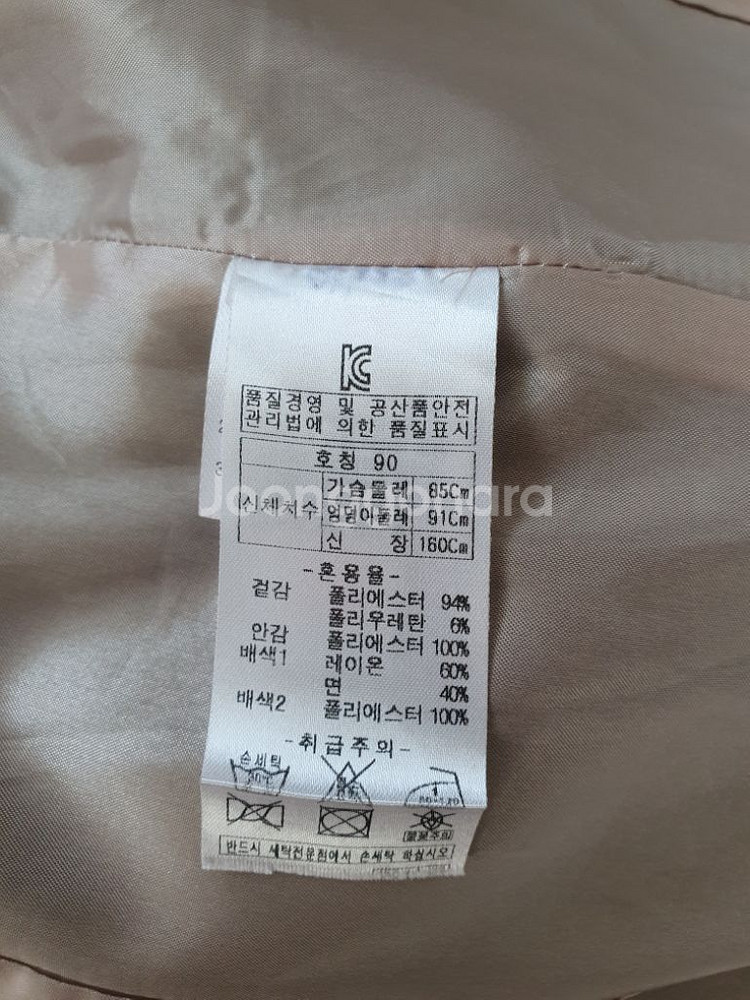 품질경영 및 공산품안전
관리법에 의한 품질표시
호칭 90
신체치수 가슴둘레 85Cm
엉덩이둘레 91Cm
신 장 160Cm
-혼용율-
겉감 폴리에스터 94%
폴리우레탄 6%
안감 폴리에스터 100%
배색1 레이온 60%
면 40%
배색2 폴리에스터 100%
-취급주의-
손세탁
반드시 세탁전문점에서 손세탁 하십시오